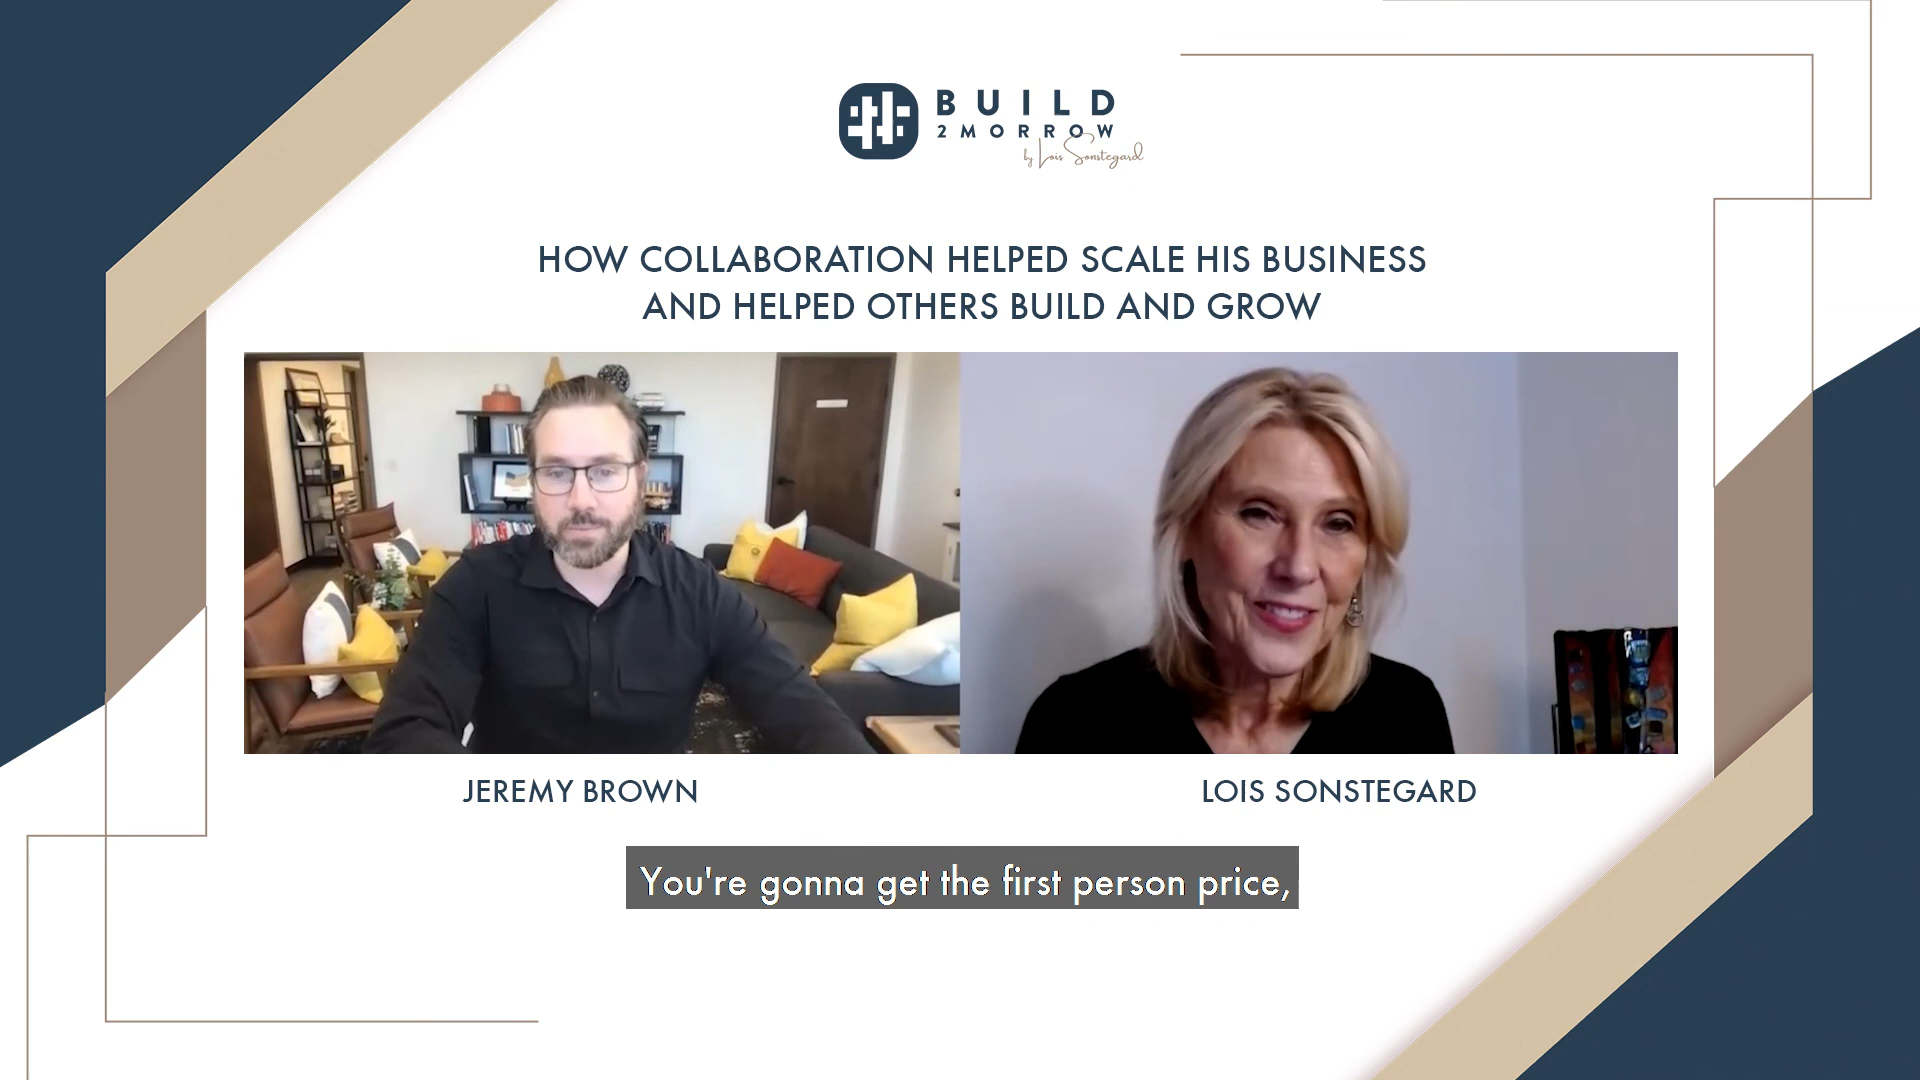 BUILD
2MORROW
by Lois Sonstegard
HOW COLLABORATION HELPED SCALE HIS BUSINESS
AND HELPED OTHERS BUILD AND GROW
JEREMY BROWN
LOIS SONSTEGARD
You're gonna get the first person price,